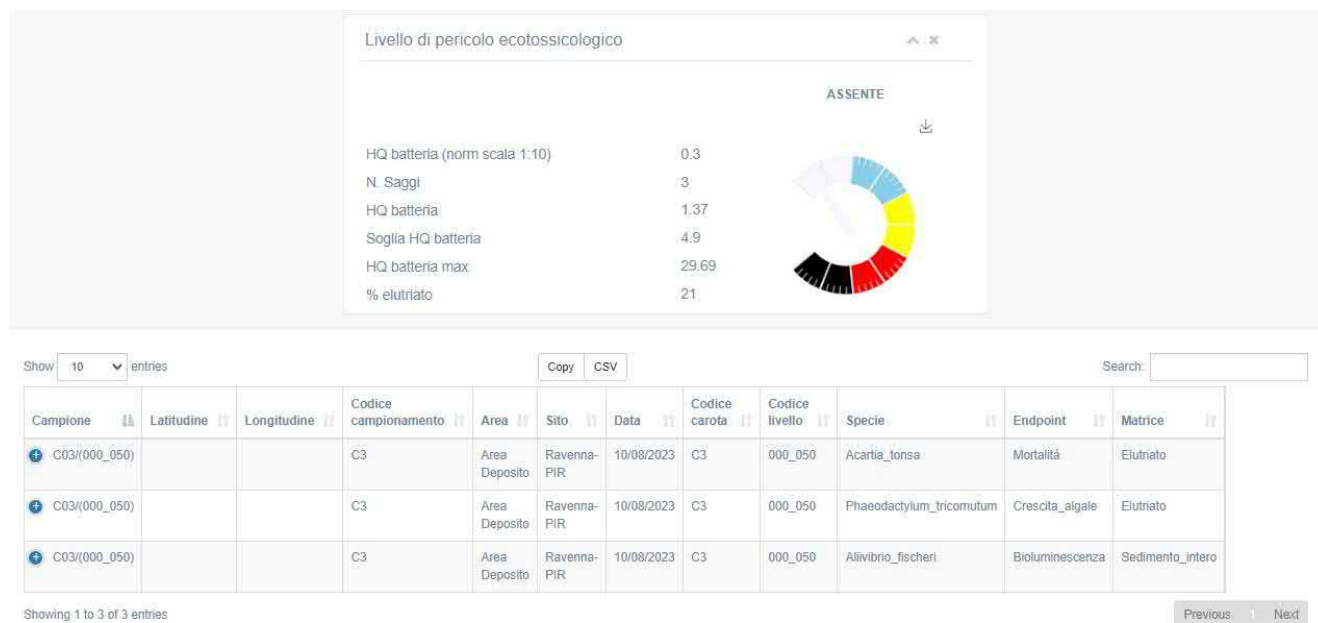 Livello di pericolo ecotossicologico
ASSENTE
HQ batteria (norm scala 1:10) 0.3
N. Saggi 3
HQ batteria 1.37
Soglia HQ batteria 4.9
HQ batteria max 29.69
% elutriato 21
Show 10 entries Copy CSV Search:
Campione Latitudine Longitudine Codice campionamento Area Sito Data Codice carota Codice livello Specie Endpoint Matrice
C03/(000_050) C3 Area Deposito Ravenna-PIR 10/08/2023 C3 000_050 Acartia_tonsa Mortalità Elutriato
C03/(000_050) C3 Area Deposito Ravenna-PIR 10/08/2023 C3 000_050 Phaeodactylum_tricornutum Crescita_algale Elutriato
C03/(000_050) C3 Area Deposito Ravenna-PIR 10/08/2023 C3 000_050 Aliivibrio_fischeri Bioluminescenza Sedimento_intero
Showing 1 to 3 of 3 entries Previous 1 Next